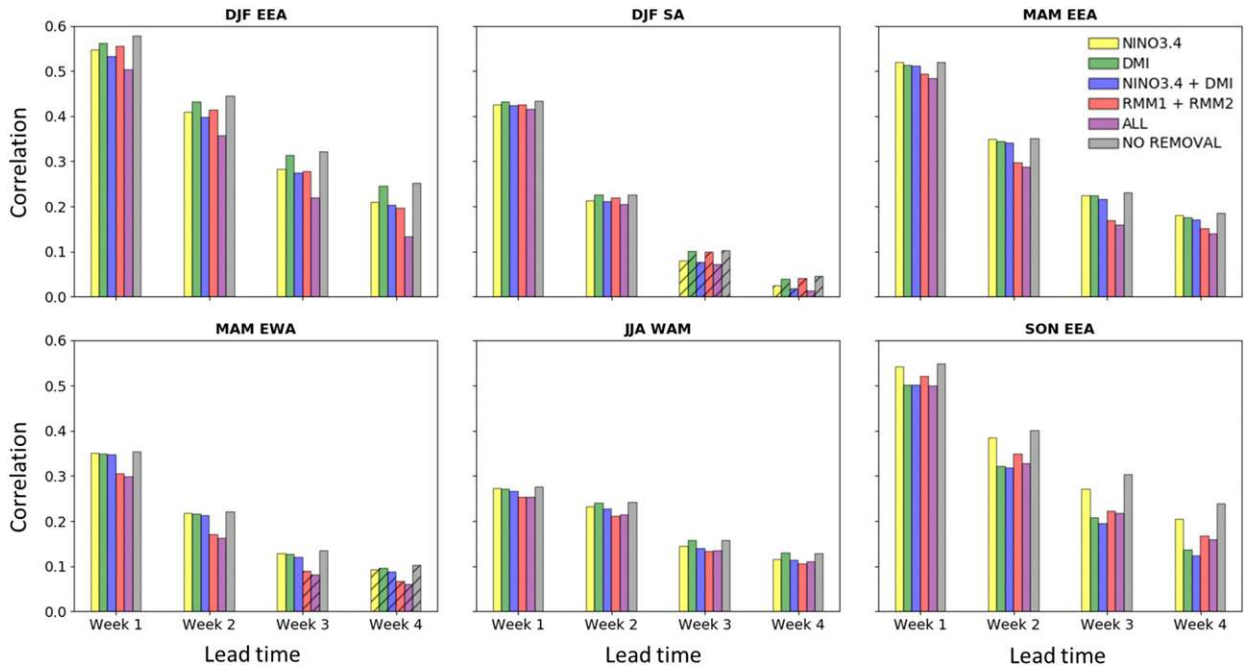 DJF EEA
DJF SA
MAM EEA
Correlation
0.6
0.5
0.4
0.3
0.2
0.1
0.0
NINO3.4
DMI
NINO3.4 + DMI
RMM1 + RMM2
ALL
NO REMOVAL
MAM EWA
JJA WAM
SON EEA
Correlation
0.6
0.5
0.4
0.3
0.2
0.1
0.0
Week 1 Week 2 Week 3 Week 4
Week 1 Week 2 Week 3 Week 4
Week 1 Week 2 Week 3 Week 4
Lead time
Lead time
Lead time